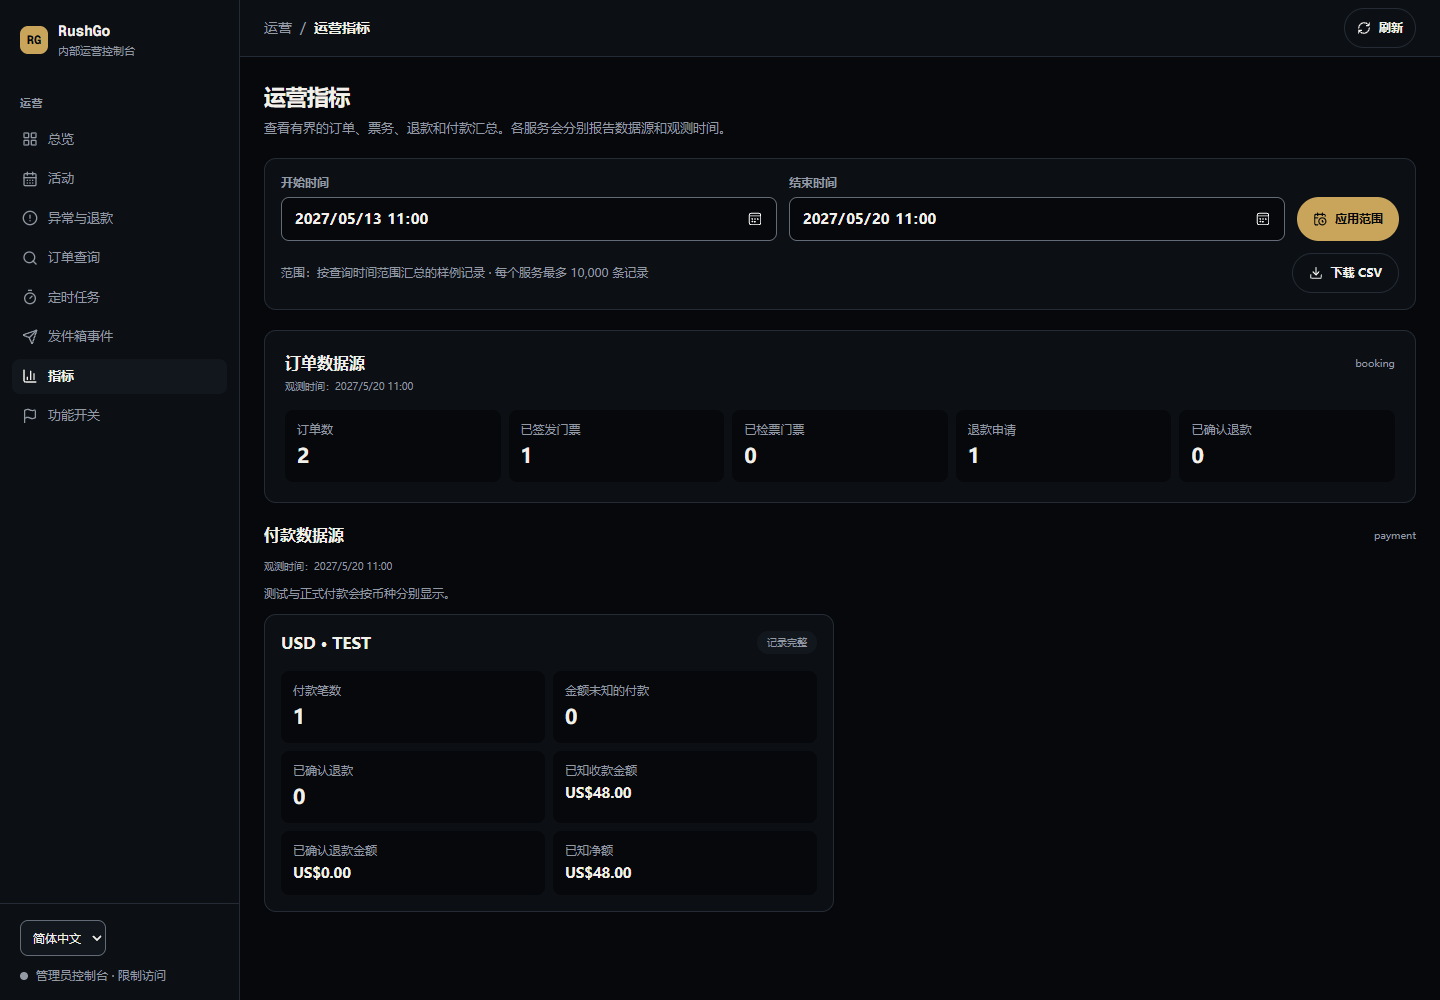 RG
RushGo
内部运营控制台
运营
总览
活动
异常与退款
订单查询
定时任务
发件箱事件
指标
功能开关
简体中文
管理员控制台 · 限制访问
运营 / 运营指标
刷新
运营指标
查看有界的订单、票务、退款和付款汇总。各服务会分别报告数据源和观测时间。
开始时间
2027/05/13 11:00
结束时间
2027/05/20 11:00
应用范围
范围：按查询时间范围汇总的样例记录 · 每个服务最多 10,000 条记录
下载 CSV
订单数据源
booking
观测时间：2027/5/20 11:00
订单数
2
已签发门票
1
已检票门票
0
退款申请
1
已确认退款
0
付款数据源
payment
观测时间：2027/5/20 11:00
测试与正式付款会按币种分别显示。
USD • TEST
记录完整
付款笔数
1
金额未知的付款
0
已确认退款
0
已知收款金额
US$48.00
已确认退款金额
US$0.00
已知净额
US$48.00